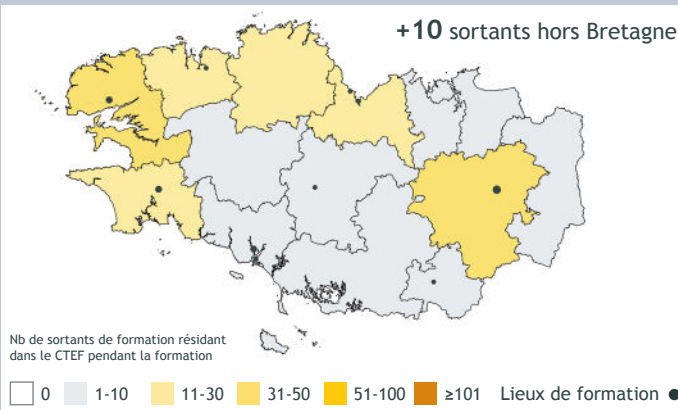 +10 sortants hors Bretagne
Nb de sortants de formation résidant
dans le CTEF pendant la formation
0 1-10 11-30 31-50 51-100 ≥101 Lieux de formation